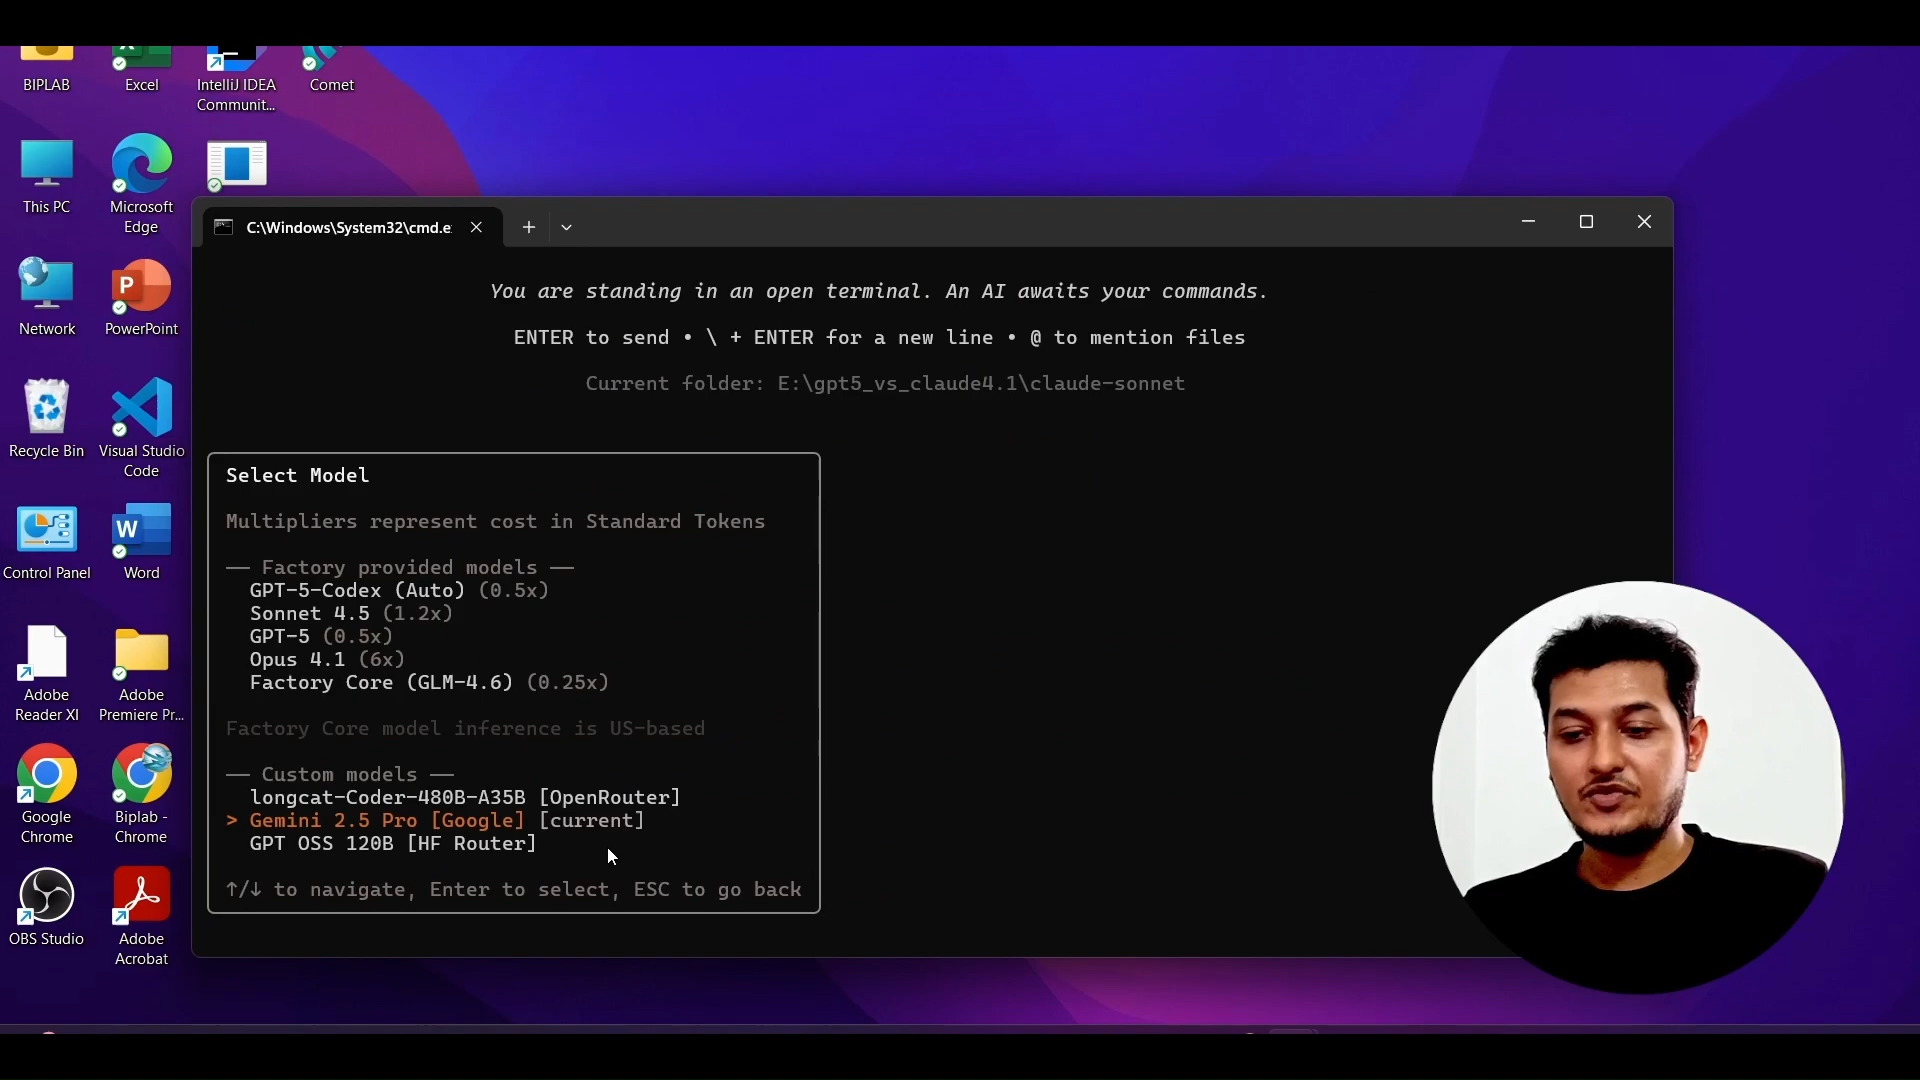 BIPLAB
Excel
IntelliJ IDEA
Communit...
Comet
This PC
Microsoft
Edge
Network
PowerPoint
Recycle Bin
Visual Studio
Code
Control Panel
Word
Adobe
Reader XI
Adobe
Premiere Pr...
Google
Chrome
Biplab -
Chrome
OBS Studio
Adobe
Acrobat
C:\Windows\System32\cmd.e
You are standing in an open terminal. An AI awaits your commands.
ENTER to send • \ + ENTER for a new line • @ to mention files
Current folder: E:\gpt5_vs_claude4.1\claude-sonnet
Select Model
Multipliers represent cost in Standard Tokens
── Factory provided models ──
GPT-5-Codex (Auto) (0.5x)
Sonnet 4.5 (1.2x)
GPT-5 (0.5x)
Opus 4.1 (6x)
Factory Core (GLM-4.6) (0.25x)
Factory Core model inference is US-based
── Custom models ──
longcat-Coder-480B-A35B [OpenRouter]
> Gemini 2.5 Pro [Google] [current]
GPT OSS 120B [HF Router]
↑/↓ to navigate, Enter to select, ESC to go back